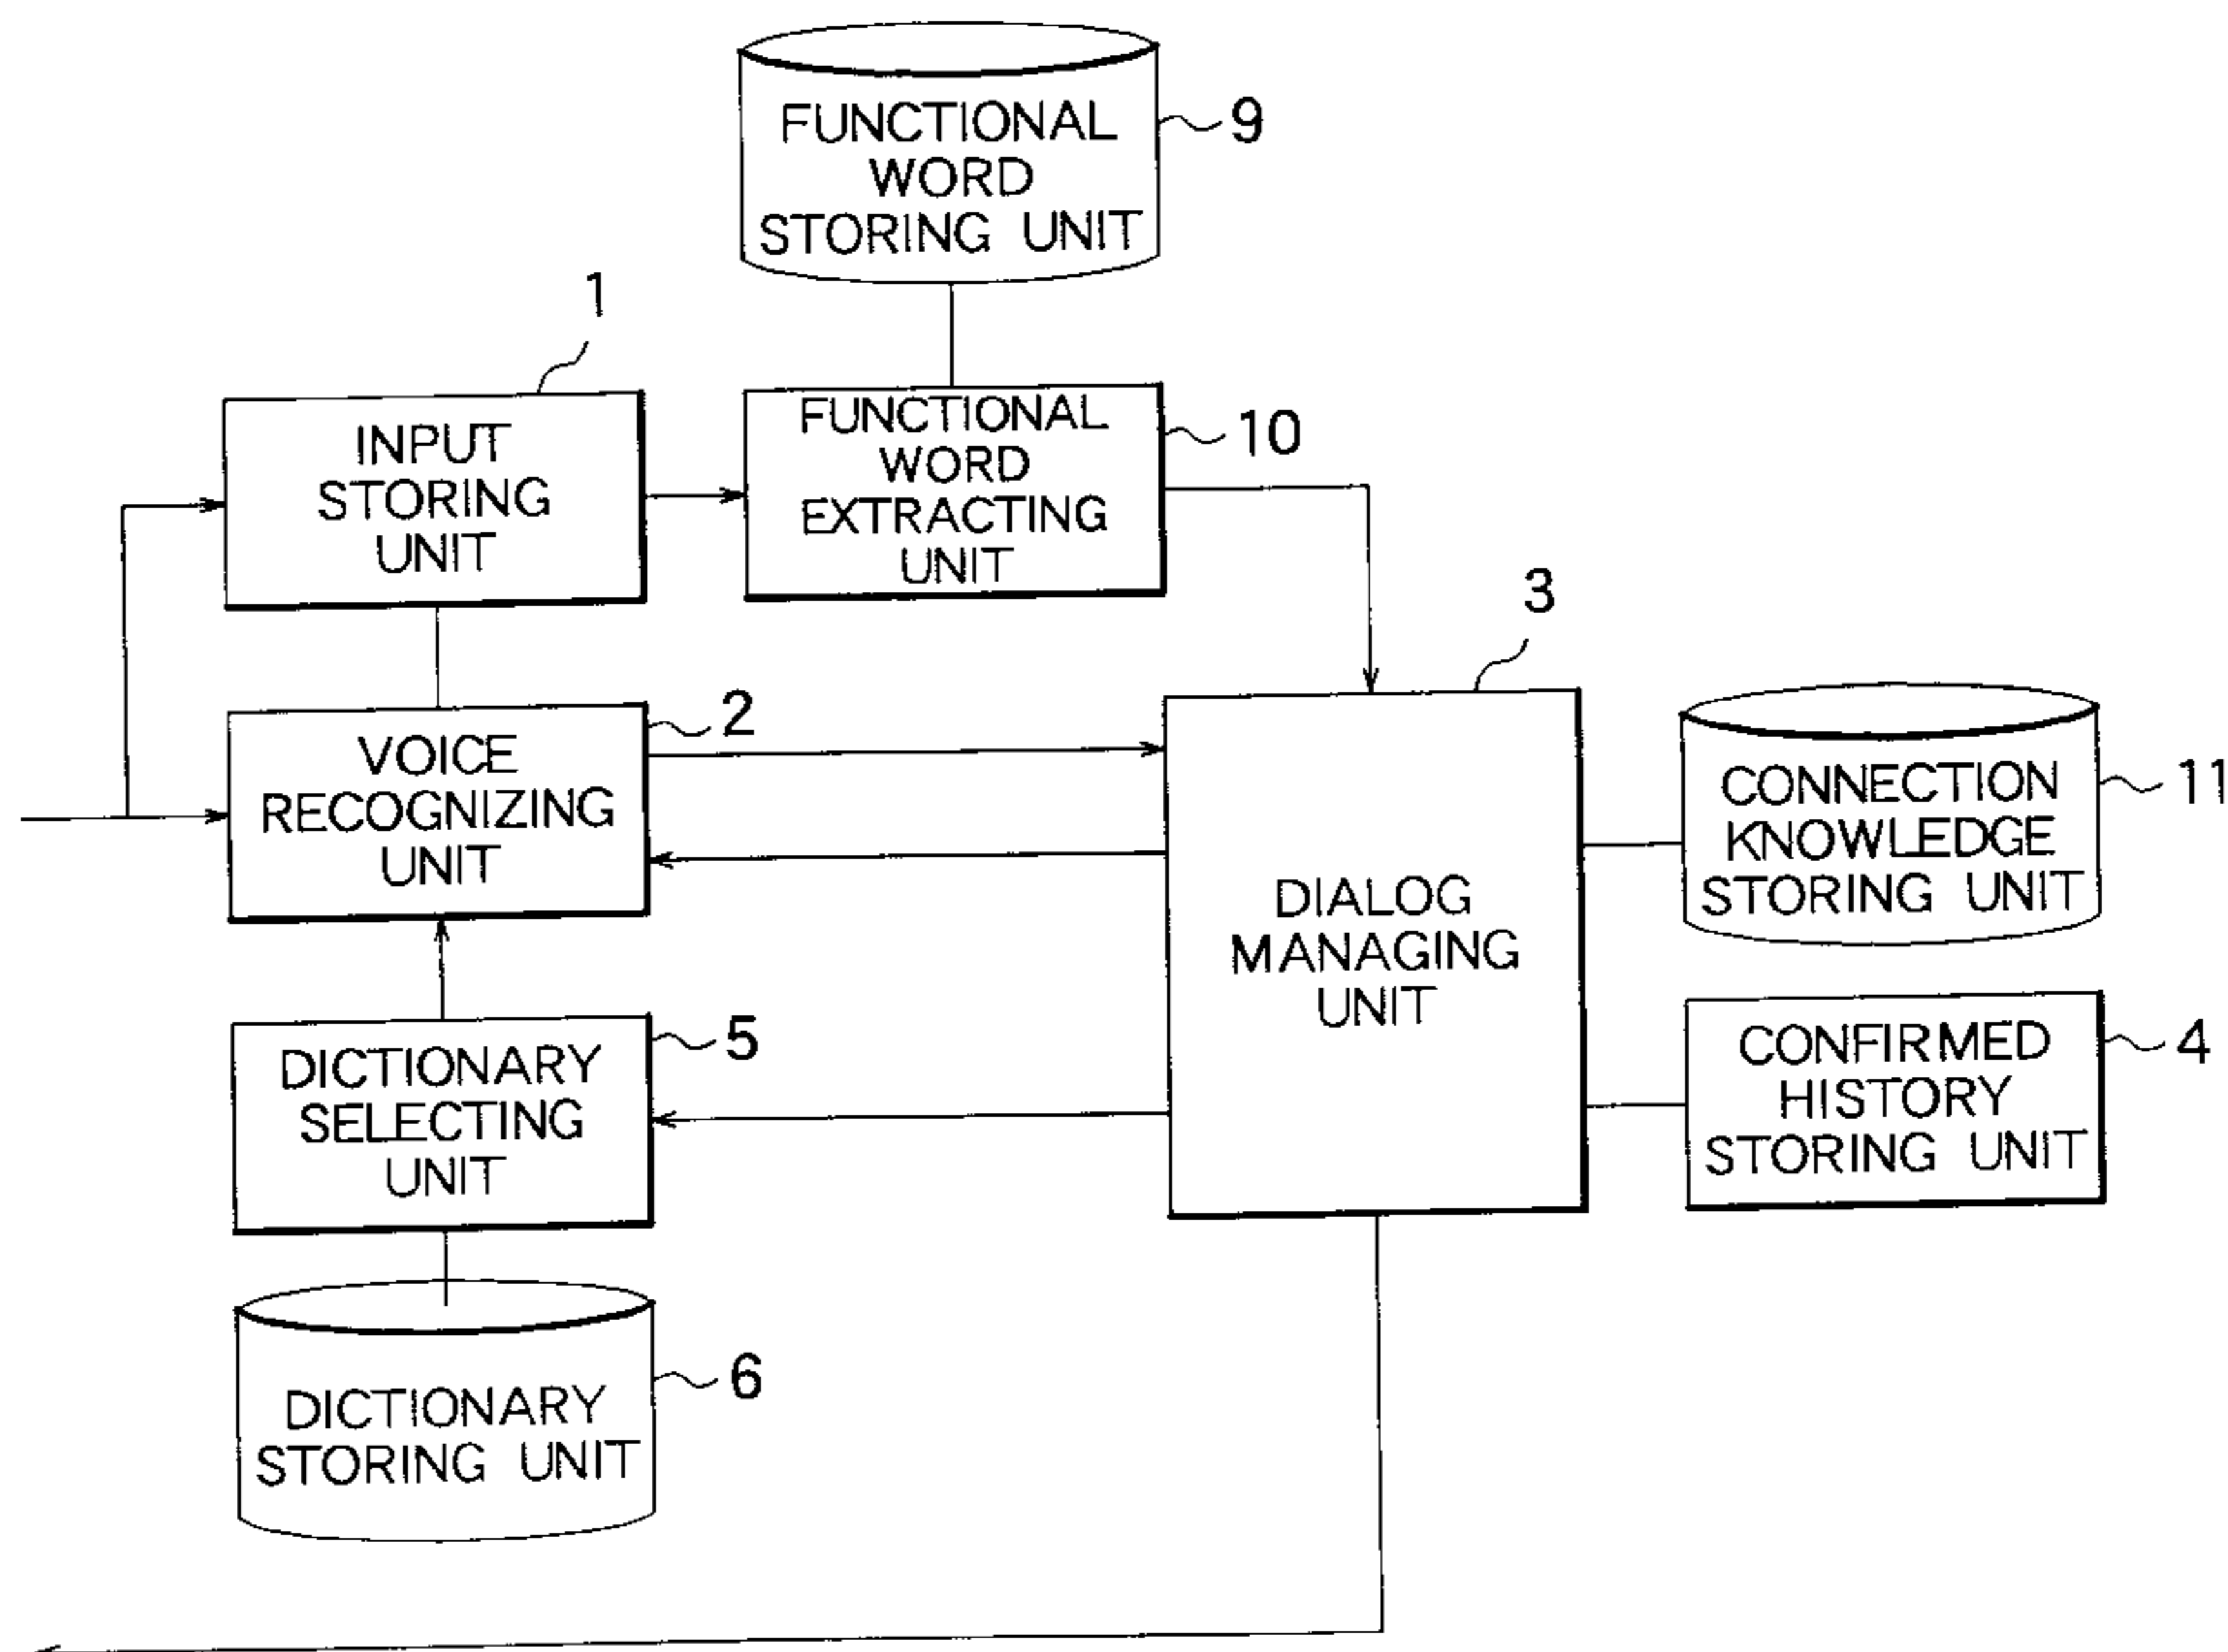 FUNCTIONAL
WORD
STORING UNIT
9
1
INPUT
STORING
UNIT
FUNCTIONAL
WORD
EXTRACTING
UNIT
10
3
VOICE
RECOGNIZING
UNIT
2
DIALOG
MANAGING
UNIT
CONNECTION
KNOWLEDGE
STORING UNIT
11
DICTIONARY
SELECTING
UNIT
5
CONFIRMED
HISTORY
STORING UNIT
4
DICTIONARY
STORING UNIT
6